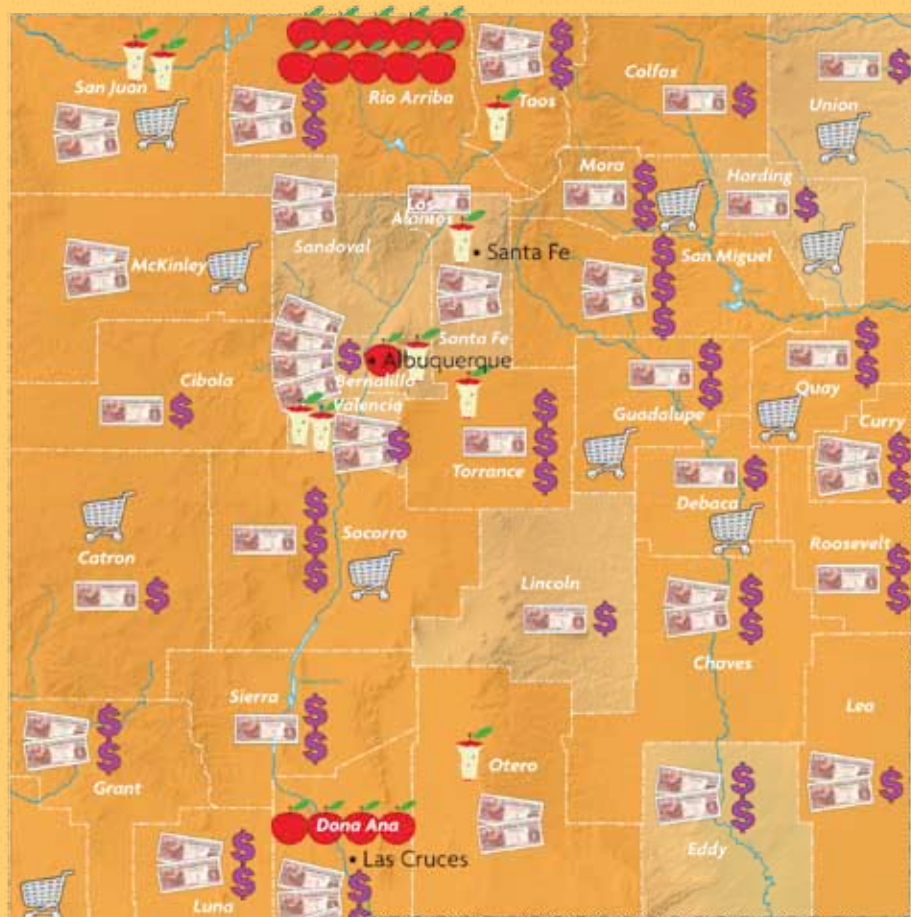 San Juan
Rio Arriba
Taos
Colfax
Union
Mora
Harding
Los
Alamos
Sandoval
Santa Fe
San Miguel
McKinley
Santa Fe
Albuquerque
Bernalillo
Cibola
Valencia
Quay
Guadalupe
Curry
Torrance
Debaca
Socorro
Catron
Roosevelt
Lincoln
Chaves
Sierra
Lea
Otero
Grant
Dona Ana
Las Cruces
Eddy
Luna